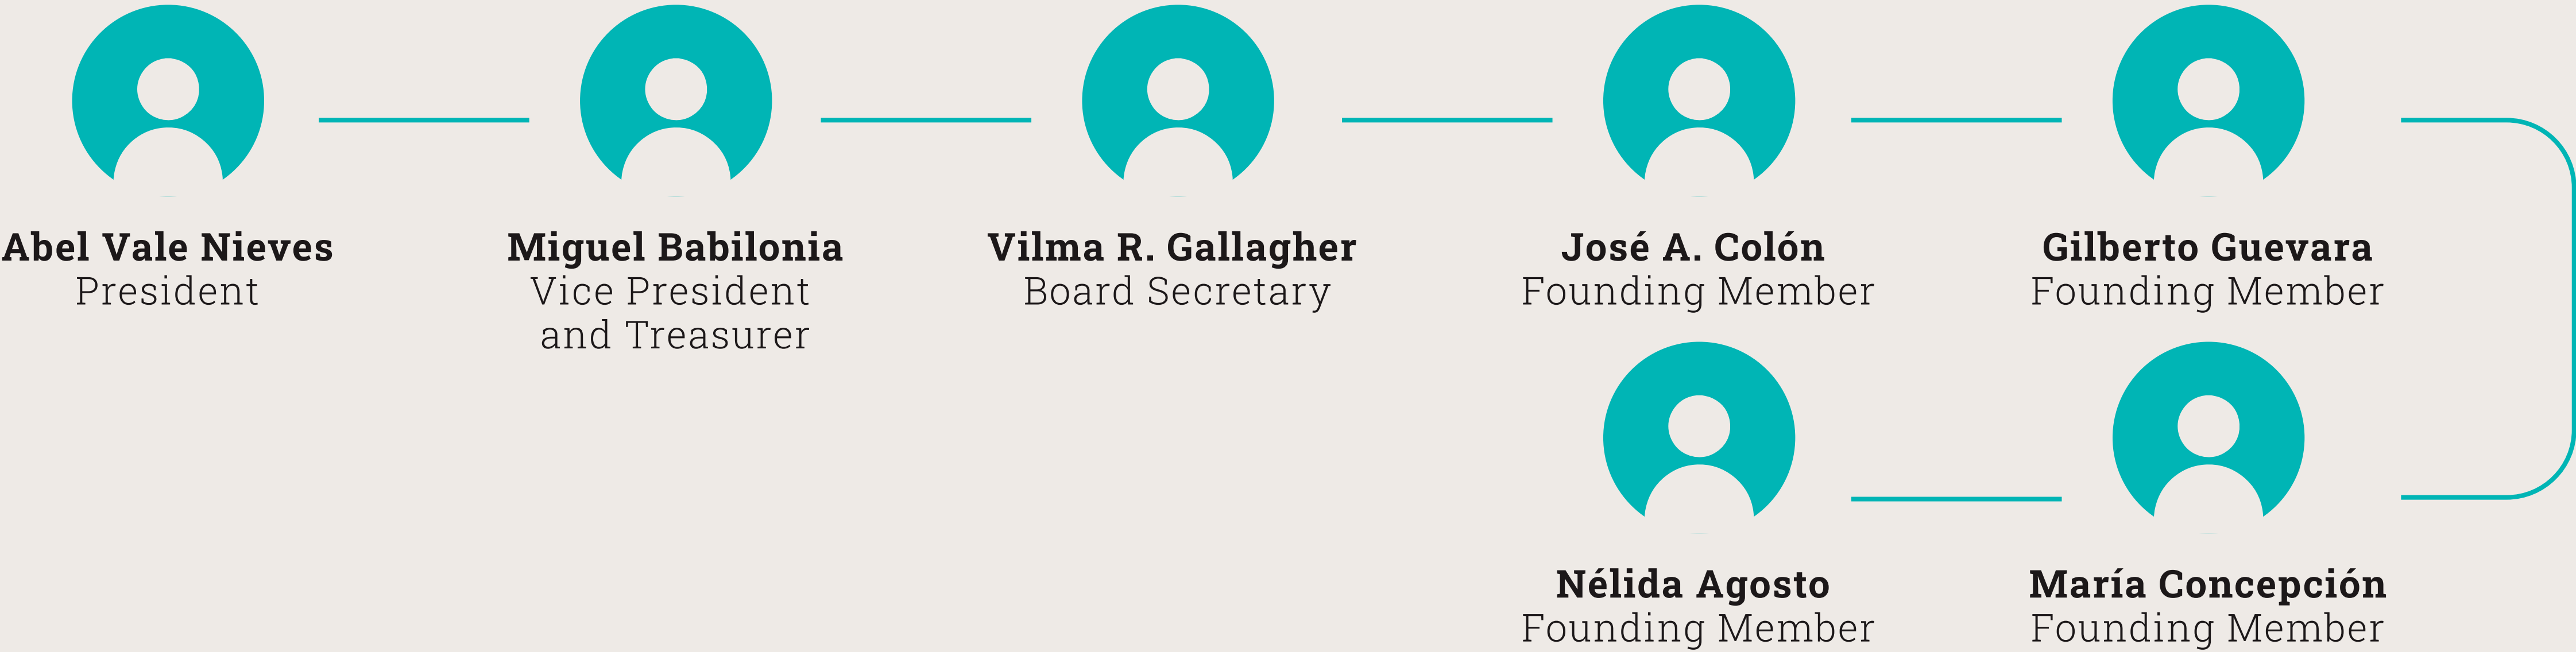 Abel Vale Nieves
President
Miguel Babilonia
Vice President
and Treasurer
Vilma R. Gallagher
Board Secretary
José A. Colón
Founding Member
Gilberto Guevara
Founding Member
Nélida Agosto
Founding Member
María Concepción
Founding Member